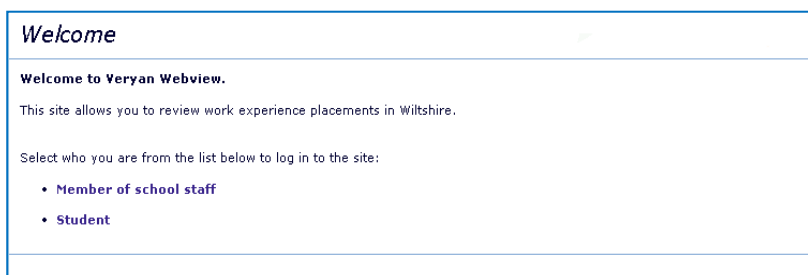 Welcome
Welcome to Veryan Webview.
This site allows you to review work experience placements in Wiltshire.
Select who you are from the list below to log in to the site:
• Member of school staff
• Student